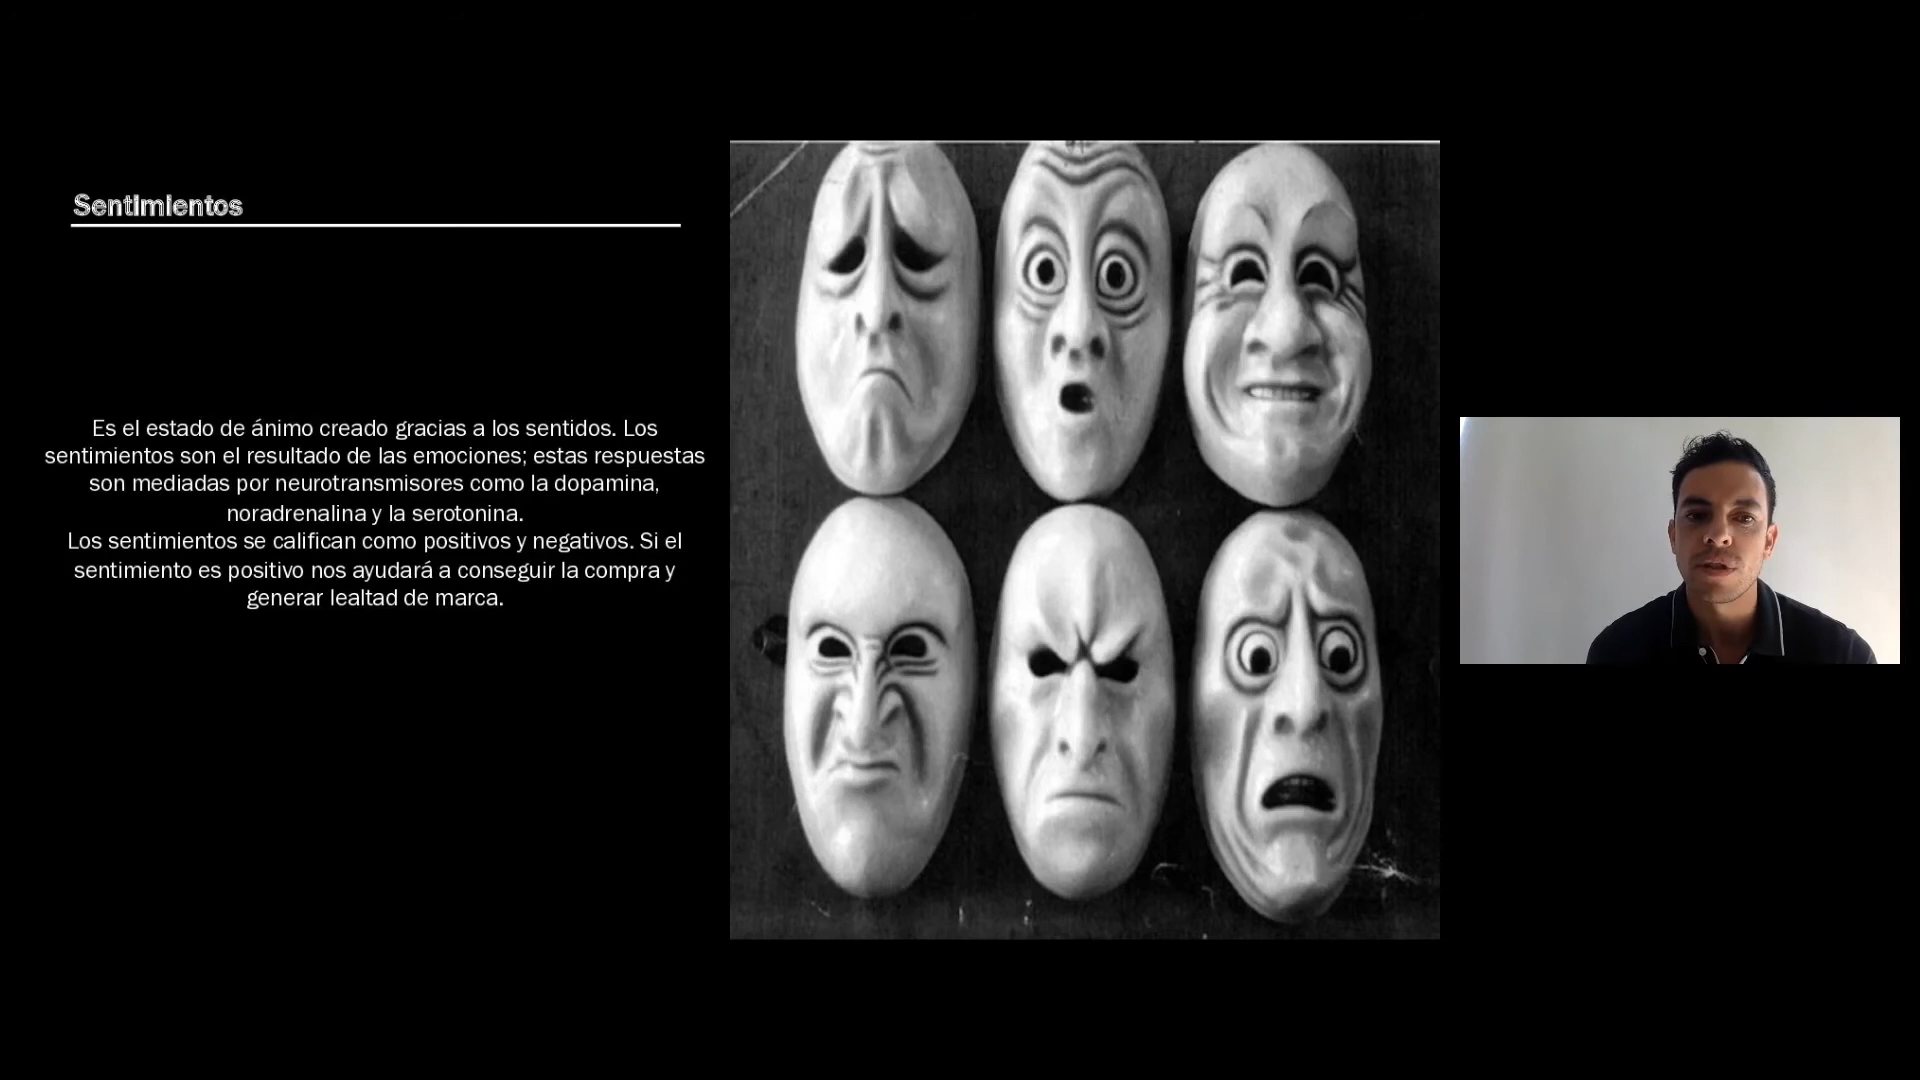 Sentimientos
Es el estado de ánimo creado gracias a los sentidos. Los
sentimientos son el resultado de las emociones; estas respuestas
son mediadas por neurotransmisores como la dopamina,
noradrenalina y la serotonina.
Los sentimientos se califican como positivos y negativos. Si el
sentimiento es positivo nos ayudará a conseguir la compra y
generar lealtad de marca.